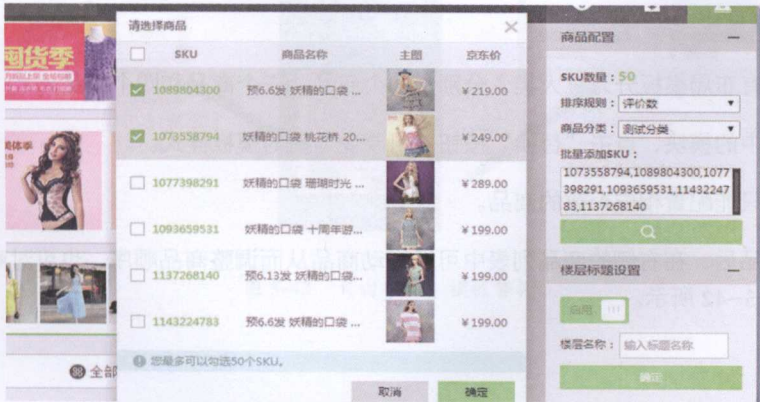 囤货季
请选择商品
SKU 商品名称 主图 京东价
1089804300 预6.6发 妖精的口袋 ... ¥219.00
1073558794 妖精的口袋 桃花桥 20... ¥249.00
1077398291 妖精的口袋 珊瑚时光 ... ¥289.00
1093659531 妖精的口袋 十周年游... ¥199.00
1137268140 预6.13发 妖精的口袋... ¥199.00
1143224783 预6.6发 妖精的口袋 ... ¥199.00
您最多可以勾选50个SKU。
取消 确定
全部
商品配置
SKU数量：50
排序规则： 评价数
商品分类： 测试分类
批量添加SKU：
1073558794,1089804300,1077
398291,1093659531,11432247
83,1137268140
楼层标题设置
启用
楼层名称： 输入标题名称
确定